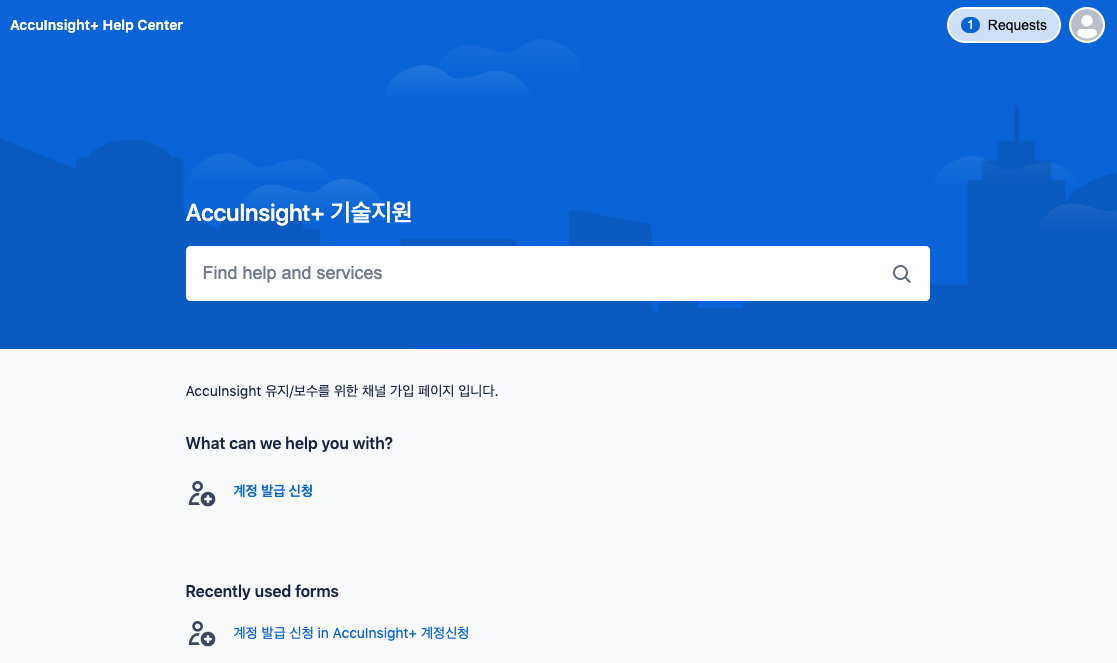 AccuInsight+ Help Center
1 Requests
AccuInsight+ 기술지원
Find help and services
AccuInsight 유지/보수를 위한 채널 가입 페이지 입니다.
What can we help you with?
계정 발급 신청
Recently used forms
계정 발급 신청 in AccuInsight+ 계정신청